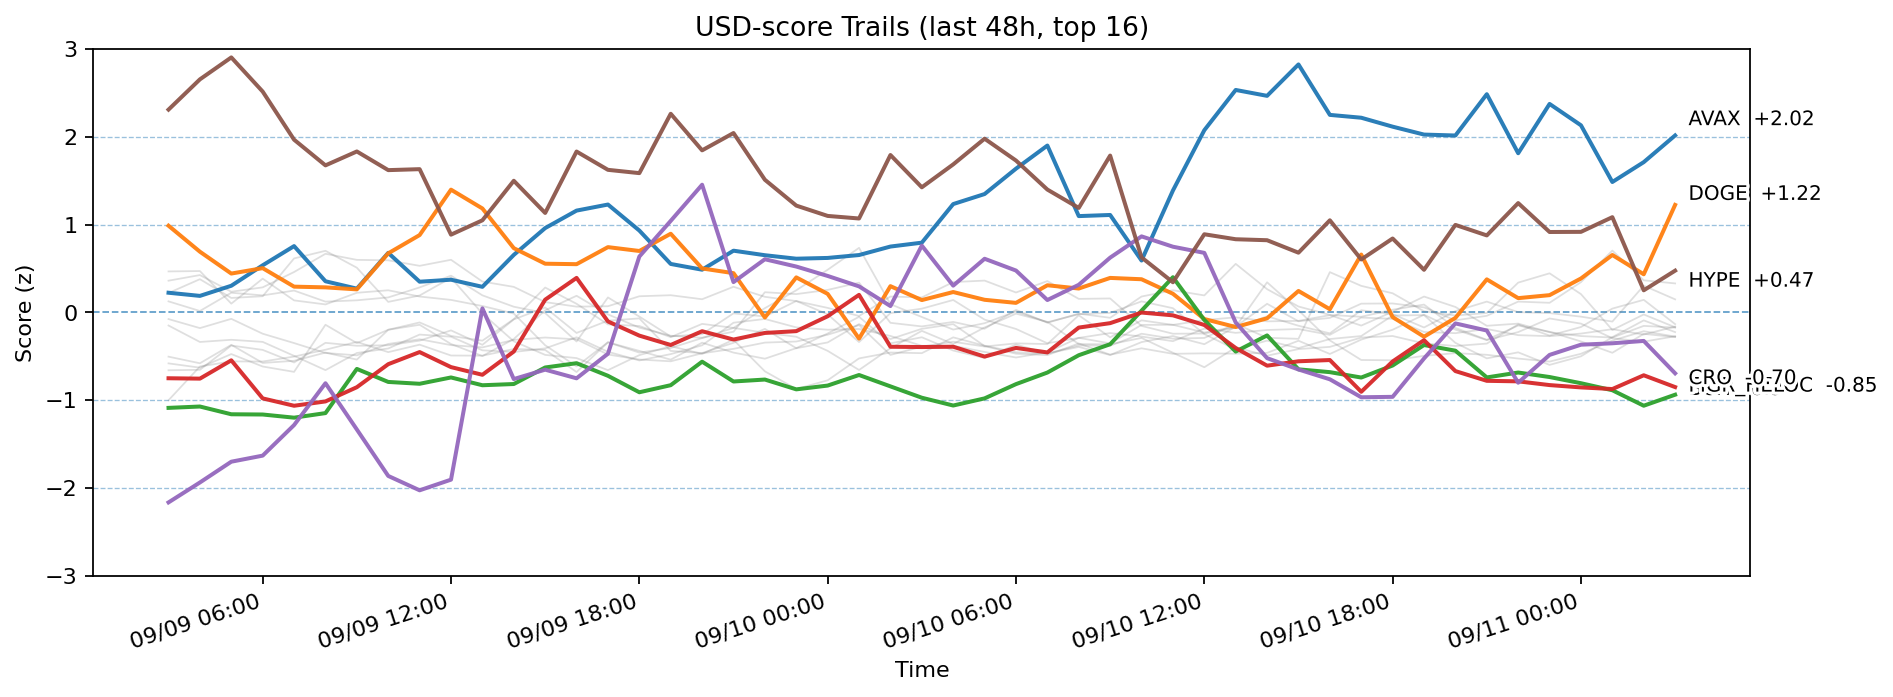 USD-score Trails (last 48h, top 16)
Score (z)
3
2
1
0
−1
−2
−3
AVAX +2.02
DOGE +1.22
HYPE +0.47
CRO -0.70
-0.85
09/09 06:00
09/09 12:00
09/09 18:00
09/10 00:00
09/10 06:00
09/10 12:00
09/10 18:00
09/11 00:00
Time